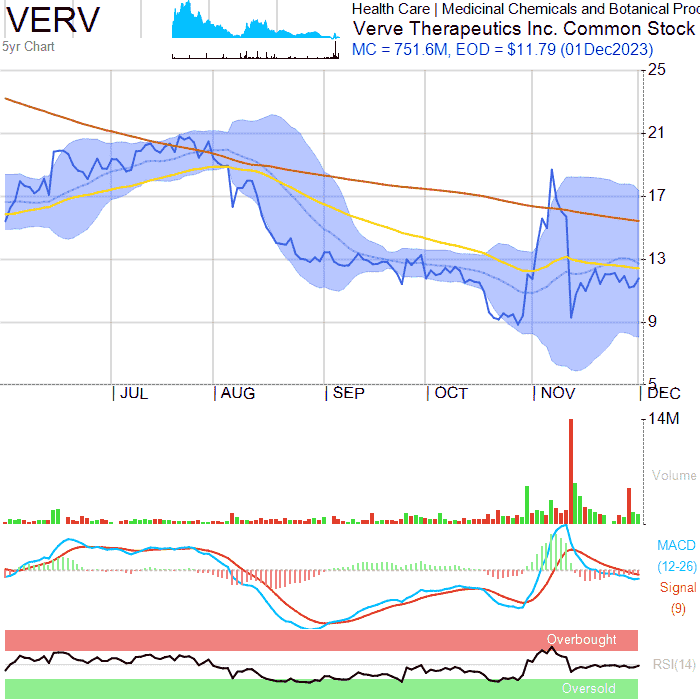 VERV
Health Care | Medicinal Chemicals and Botanical Proc
5yr Chart
Verve Therapeutics Inc. Common Stock
MC = 751.6M, EOD = $11.79 (01Dec2023)
25
21
17
13
9
5
JUL
AUG
SEP
OCT
NOV
DEC
14M
Volume
MACD
(12-26)
Signal
(9)
Overbought
RSI(14)
Oversold